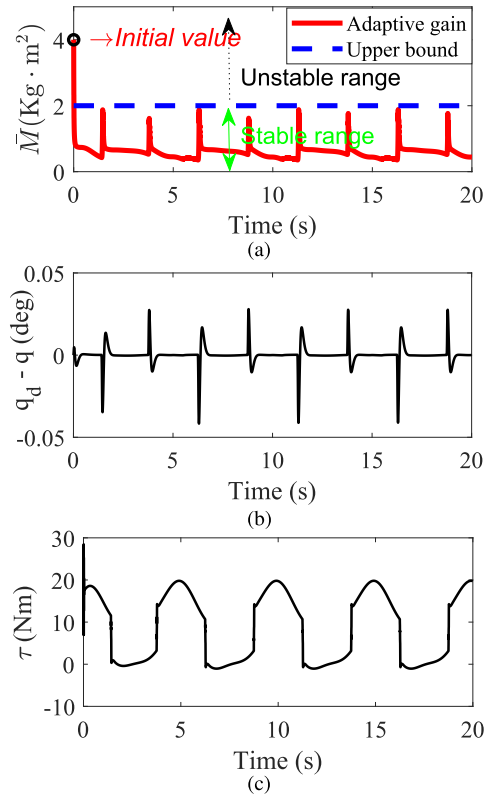 →Initial value
Adaptive gain
Upper bound
Unstable range
Stable range
M̄(Kg · m²)
4
2
0
0 5 10 15 20
Time (s)
(a)
q_d - q (deg)
0.05
0
-0.05
0 5 10 15 20
Time (s)
(b)
τ (Nm)
30
20
10
0
-10
0 5 10 15 20
Time (s)
(c)